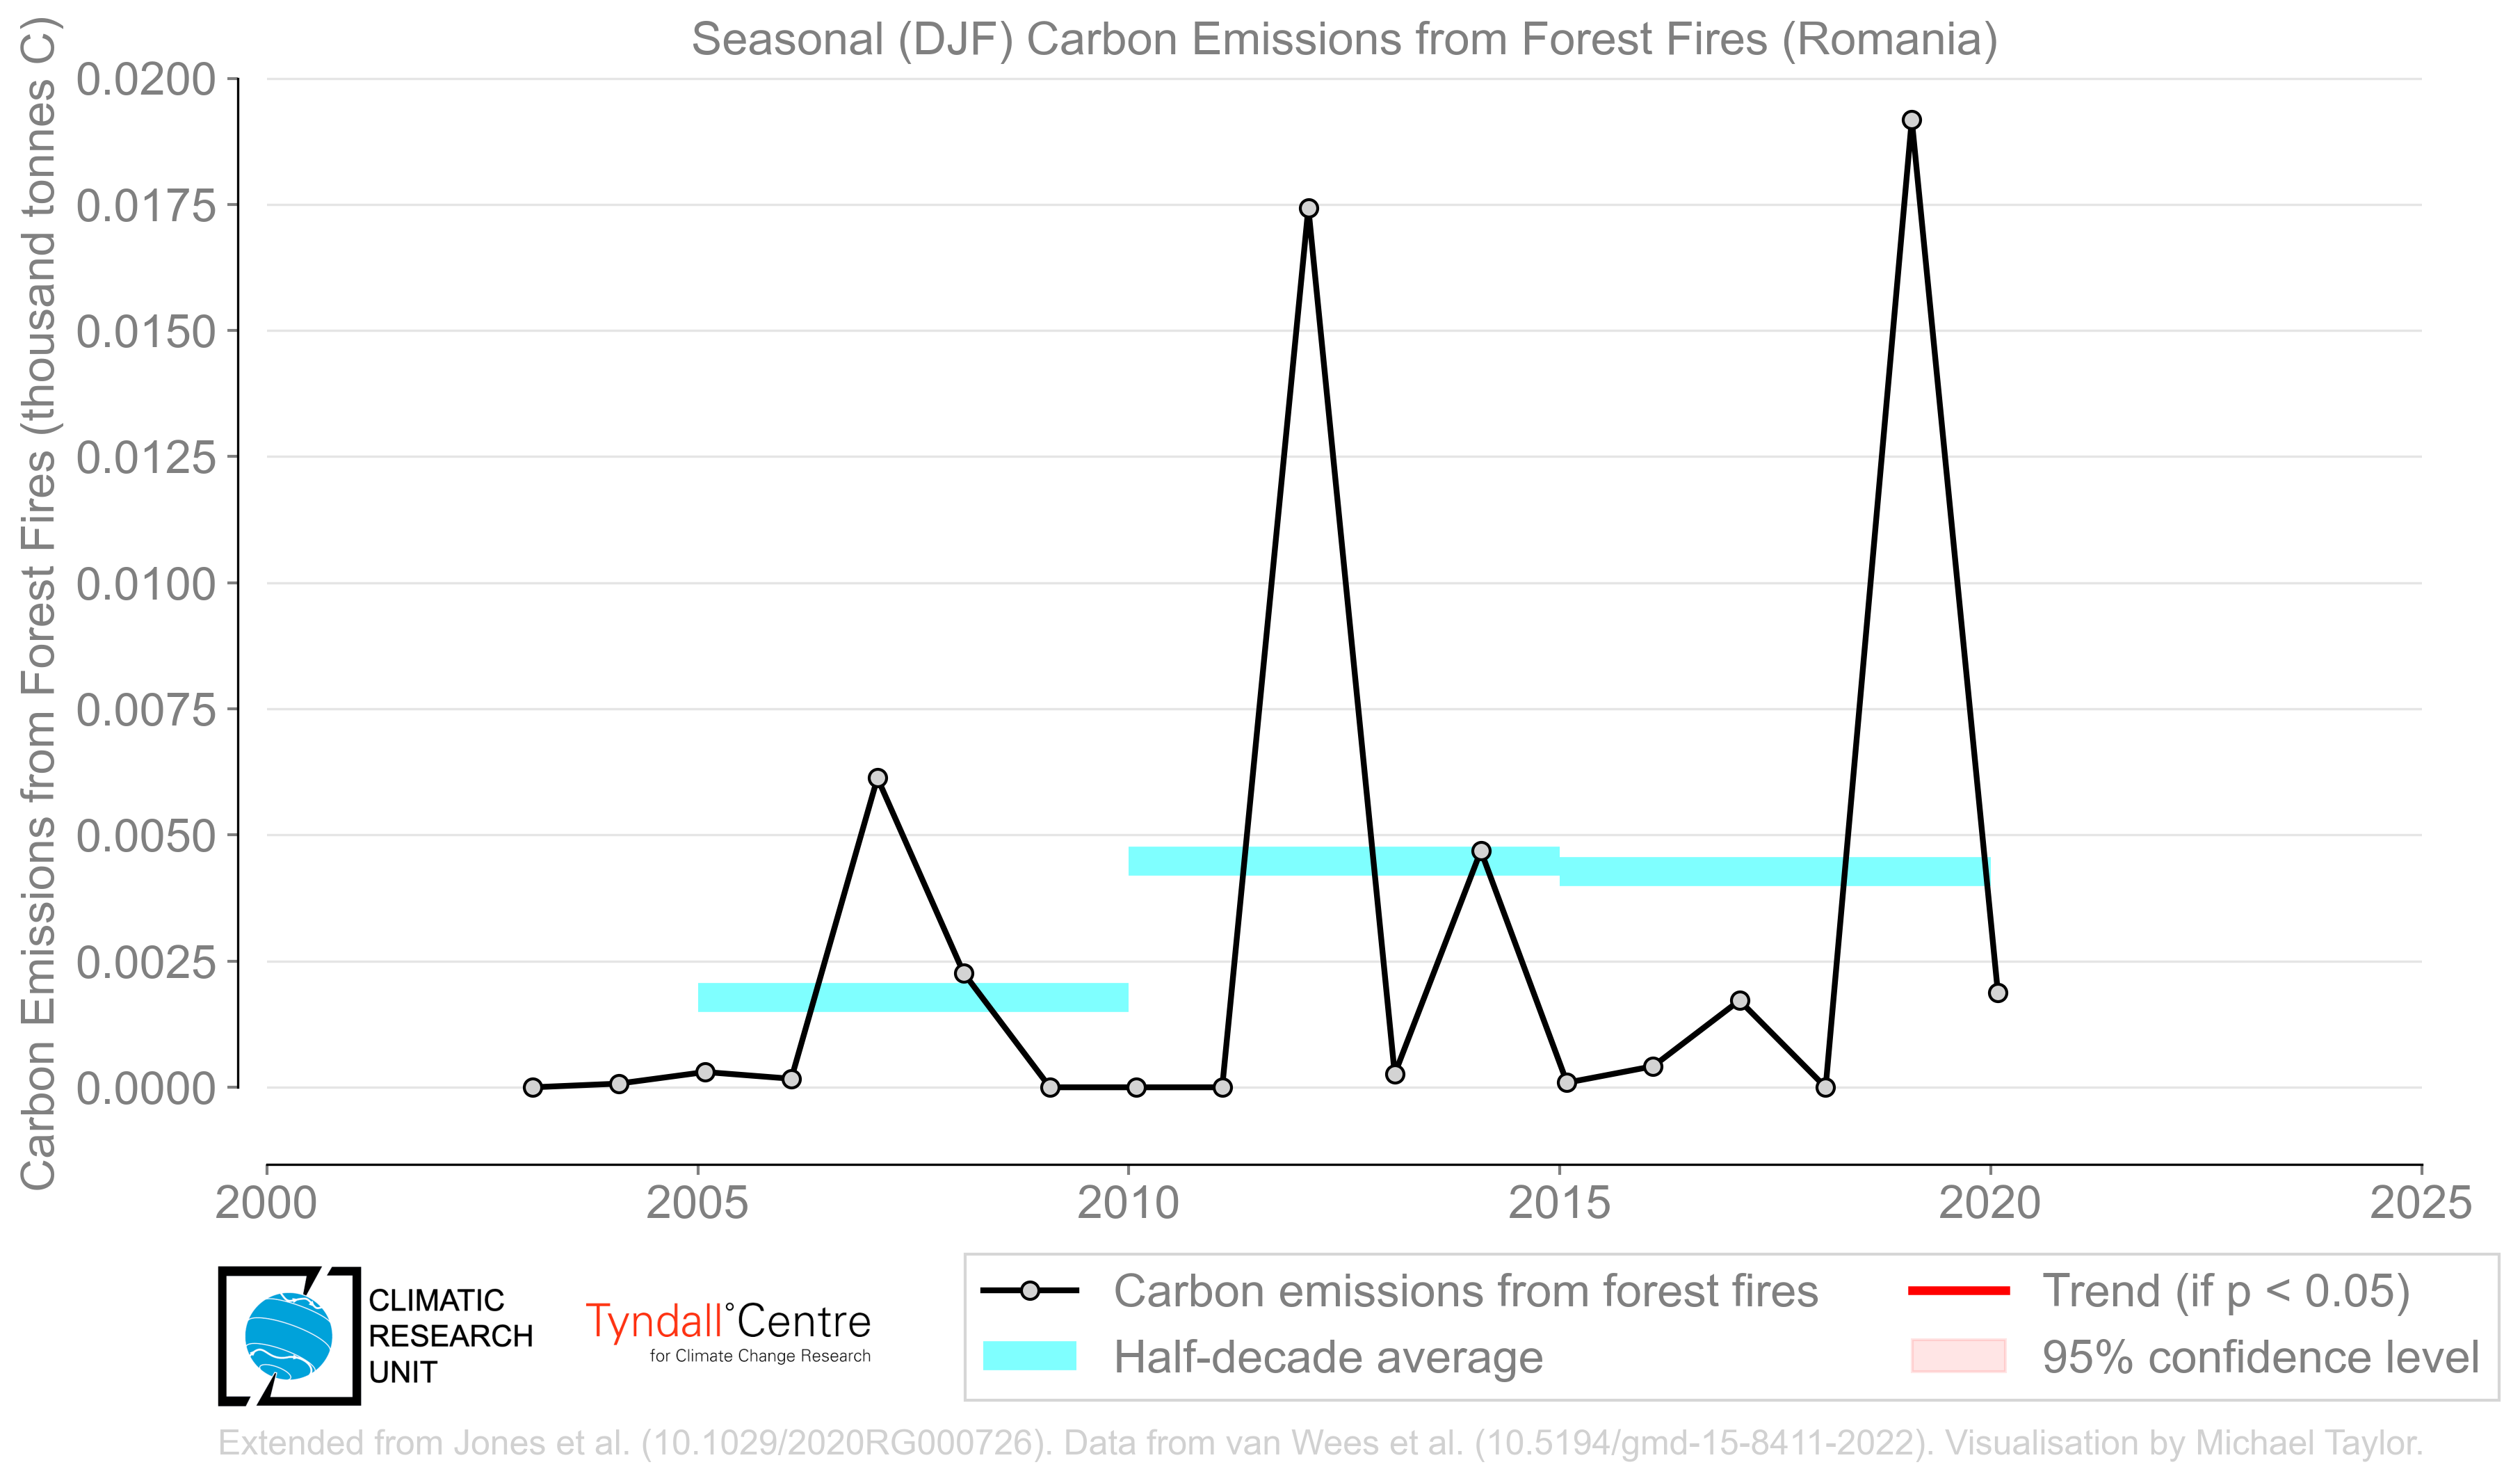 Seasonal (DJF) Carbon Emissions from Forest Fires (Romania)
Carbon Emissions from Forest Fires (thousand tonnes C)
0.0200
0.0175
0.0150
0.0125
0.0100
0.0075
0.0050
0.0025
0.0000
2000 2005 2010 2015 2020 2025
CLIMATIC
RESEARCH
UNIT
Tyndall°Centre
for Climate Change Research
Carbon emissions from forest fires
Half-decade average
Trend (if p < 0.05)
95% confidence level
Extended from Jones et al. (10.1029/2020RG000726). Data from van Wees et al. (10.5194/gmd-15-8411-2022). Visualisation by Michael Taylor.